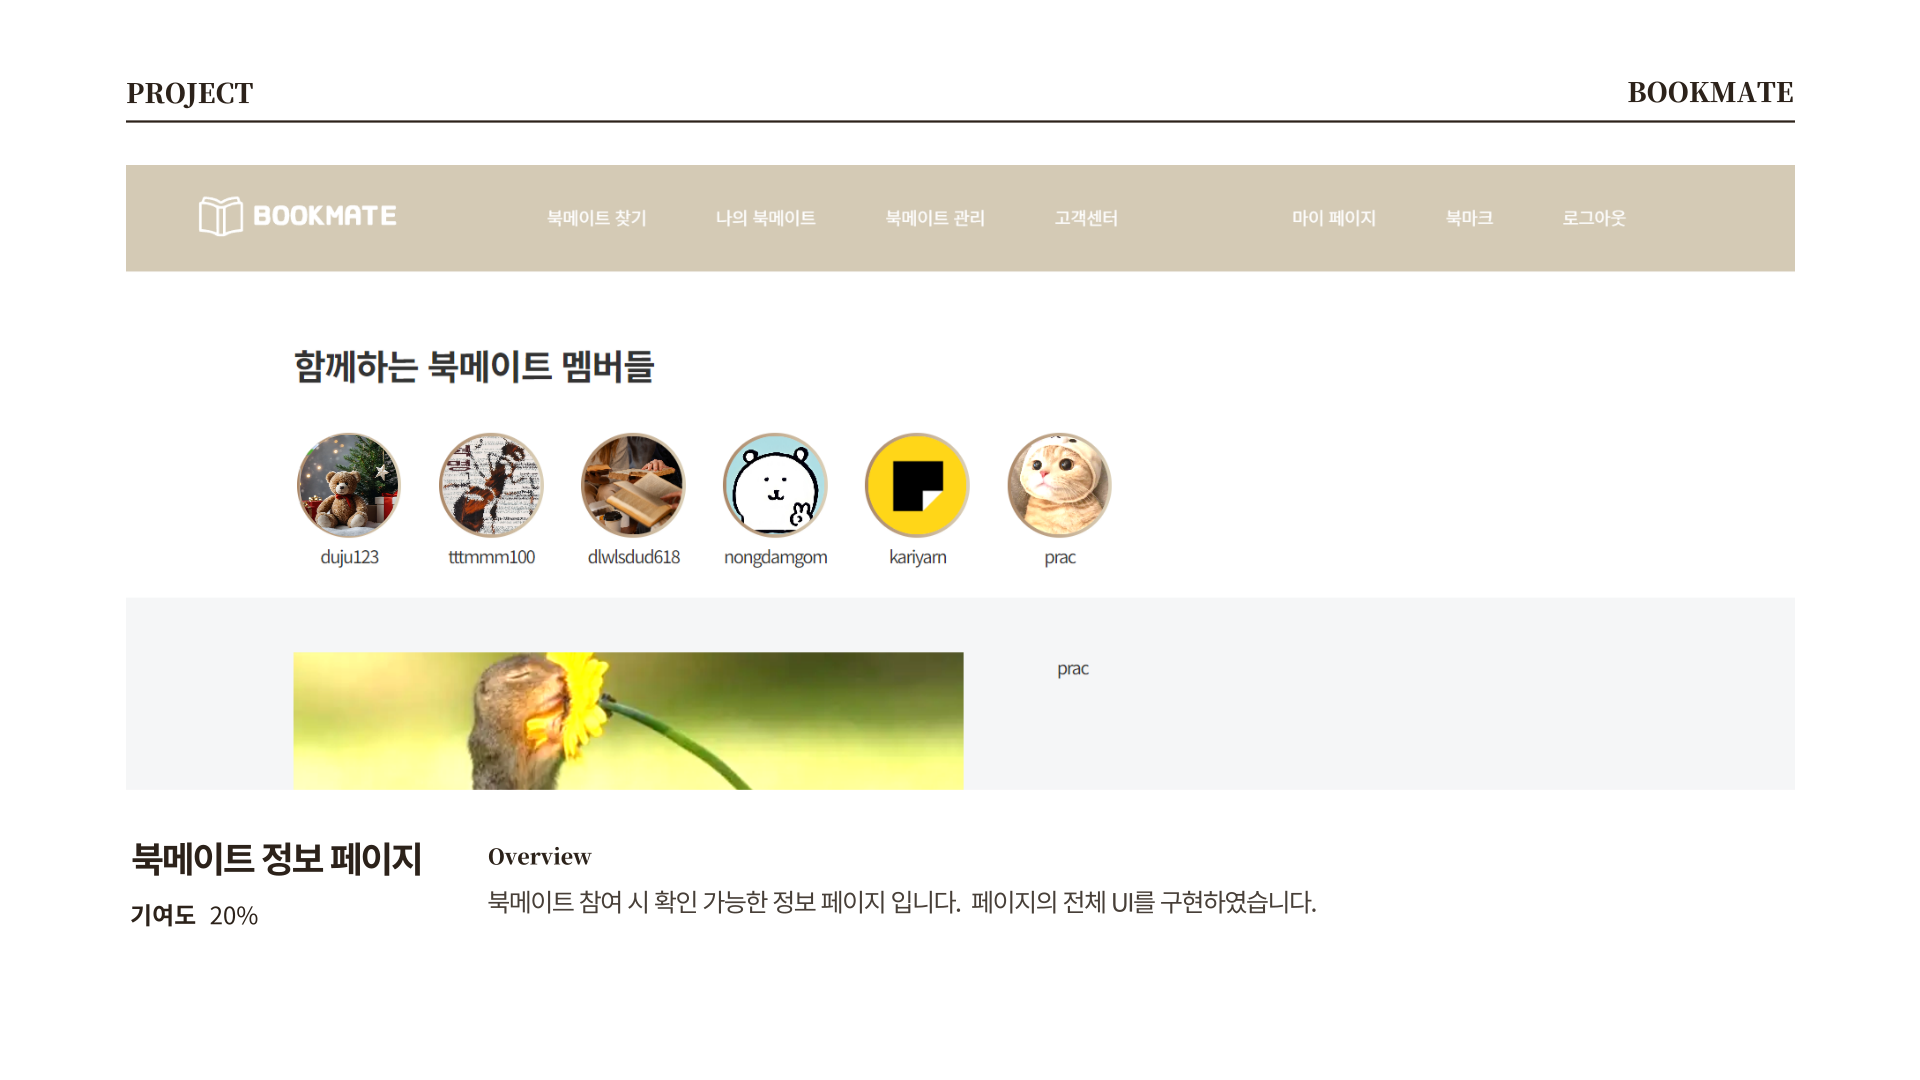 PROJECT
BOOKMATE
BOOKMATE
북메이트 찾기
나의 북메이트
북메이트 관리
고객센터
마이 페이지
북마크
로그아웃
함께하는 북메이트 멤버들
duju123
tttmmm100
dlwlsdud618
nongdamgom
kariyam
prac
prac
북메이트 정보 페이지
기여도 20%
Overview
북메이트 참여 시 확인 가능한 정보 페이지 입니다. 페이지의 전체 UI를 구현하였습니다.